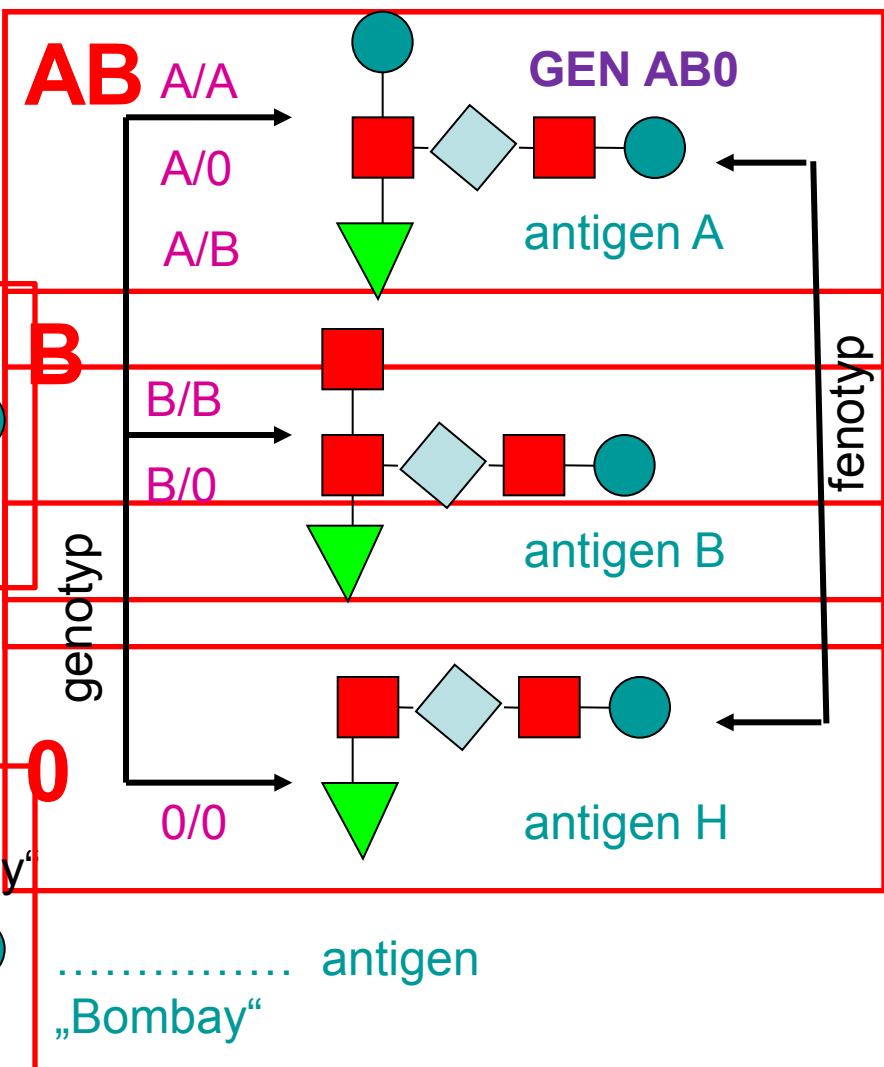 AB
A/A
GEN AB0
A/0
antigen A
A/B
B
B/B
B/0
antigen B
genotyp
fenotyp
0
0/0
antigen H
y“
…………… antigen
„Bombay“